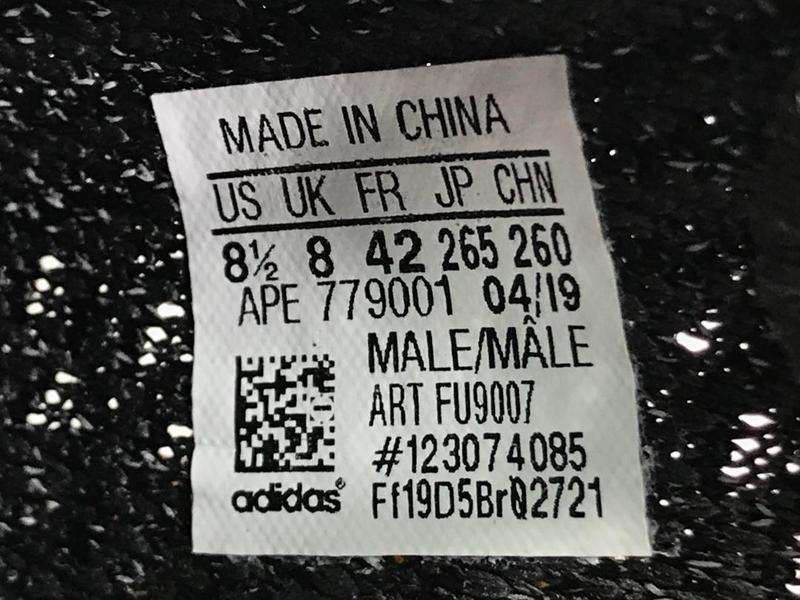 MADE IN CHINA
US UK FR JP CHN
8½ 8 42 265 260
APE 779001 04/19
MALE/MÂLE
ART FU9007
#123074085
Ff19D5Br02721
adidas®